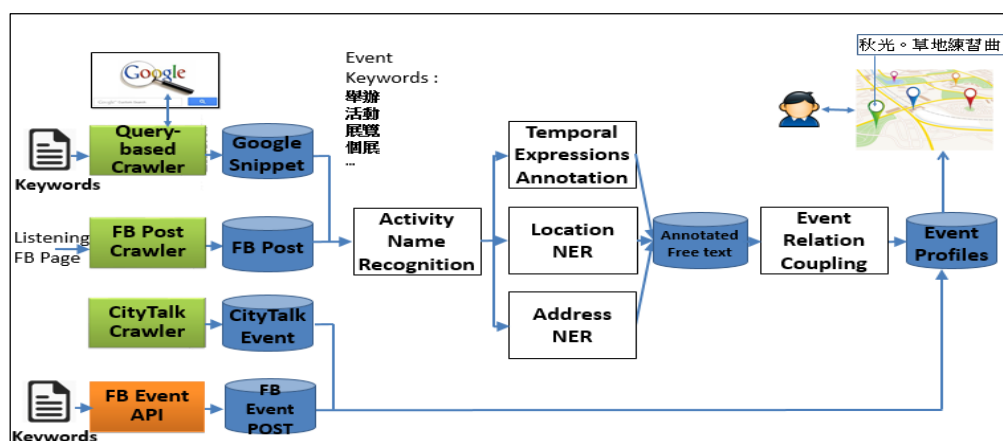 秋光。草地練習曲
Google
Event
Keywords :
舉辦
活動
展覽
個展
...
Keywords
Query-
based
Crawler
Google
Snippet
Listening
FB Page
FB Post
Crawler
FB Post
Activity
Name
Recognition
Temporal
Expressions
Annotation
Location
NER
Address
NER
Annotated
Free text
Event
Relation
Coupling
Event
Profiles
CityTalk
Crawler
CityTalk
Event
Keywords
FB Event
API
FB
Event
POST